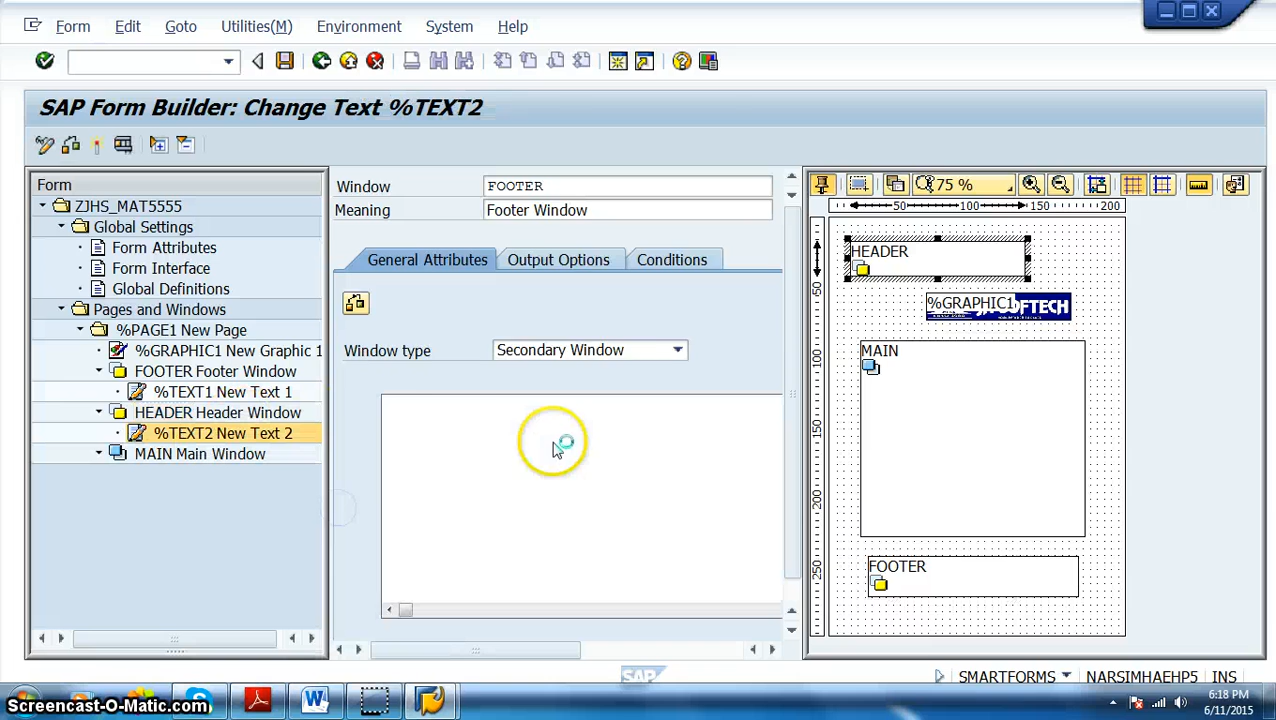 Form Edit Goto Utilities(M) Environment System Help
SAP Form Builder: Change Text %TEXT2
Form
ZJHS_MAT5555
Global Settings
Form Attributes
Form Interface
Global Definitions
Pages and Windows
%PAGE1 New Page
%GRAPHIC1 New Graphic 1
FOOTER Footer Window
%TEXT1 New Text 1
HEADER Header Window
%TEXT2 New Text 2
MAIN Main Window
Window FOOTER
Meaning Footer Window
General Attributes Output Options Conditions
Window type Secondary Window
75 %
50 100 150 200
50
100
150
200
250
HEADER
%GRAPHIC1
MAIN
FOOTER
SAP
SMARTFORMS NARSIMHAEHP5 INS
Screencast-O-Matic.com
6:18 PM
6/11/2015